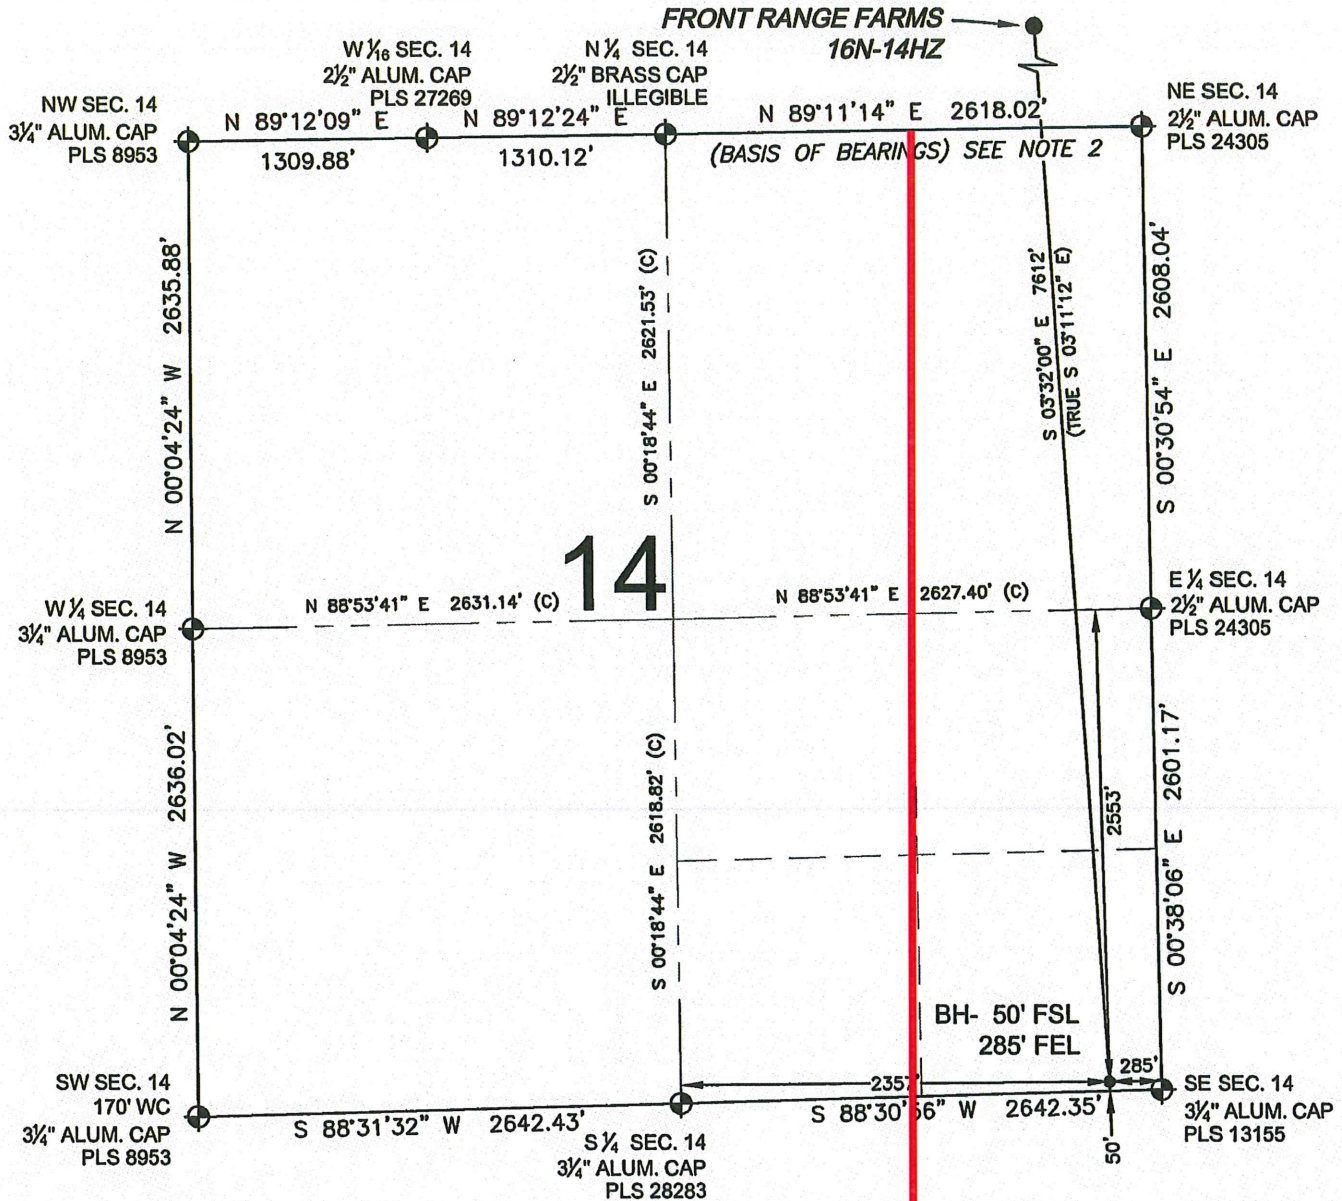 FRONT RANGE FARMS
16N-14HZ
W 1/16 SEC. 14
2½" ALUM. CAP
PLS 27269
N ¼ SEC. 14
2½" BRASS CAP
ILLEGIBLE
NW SEC. 14
3¼" ALUM. CAP
PLS 8953
NE SEC. 14
2½" ALUM. CAP
PLS 24305
N 89°12'09" E
1309.88'
N 89°12'24" E
1310.12'
N 89°11'14" E 2618.02'
(BASIS OF BEARINGS) SEE NOTE 2
N 00°04'24" W 2635.88'
S 00°18'44" E 2621.53' (C)
S 03°32'00" E 7612'
(TRUE S 03°11'12" E)
S 00°30'54" E 2608.04'
14
W ¼ SEC. 14
3¼" ALUM. CAP
PLS 8953
N 88°53'41" E 2631.14' (C)
N 88°53'41" E 2627.40' (C)
E ¼ SEC. 14
2½" ALUM. CAP
PLS 24305
N 00°04'24" W 2636.02'
S 00°18'44" E 2618.82' (C)
2553'
S 00°38'06" E 2601.17'
BH- 50' FSL
285' FEL
2357'
285'
50'
SW SEC. 14
170' WC
3¼" ALUM. CAP
PLS 8953
S 88°31'32" W 2642.43'
S ¼ SEC. 14
3¼" ALUM. CAP
PLS 28283
S 88°30'56" W 2642.35'
SE SEC. 14
3¼" ALUM. CAP
PLS 13155